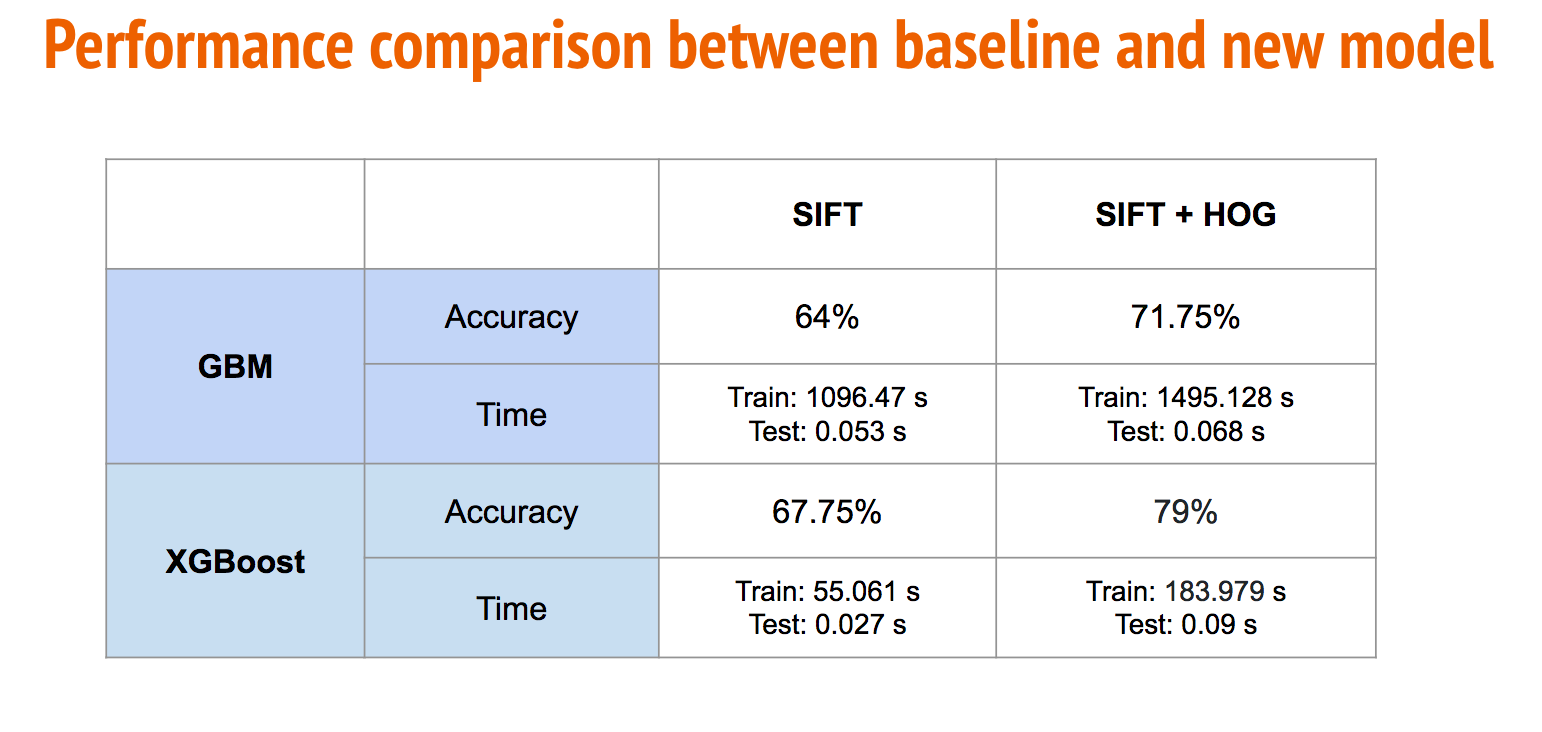 Performance comparison between baseline and new model
SIFT
SIFT + HOG
GBM
Accuracy
64%
71.75%
Time
Train: 1096.47 s
Test: 0.053 s
Train: 1495.128 s
Test: 0.068 s
XGBoost
Accuracy
67.75%
79%
Time
Train: 55.061 s
Test: 0.027 s
Train: 183.979 s
Test: 0.09 s